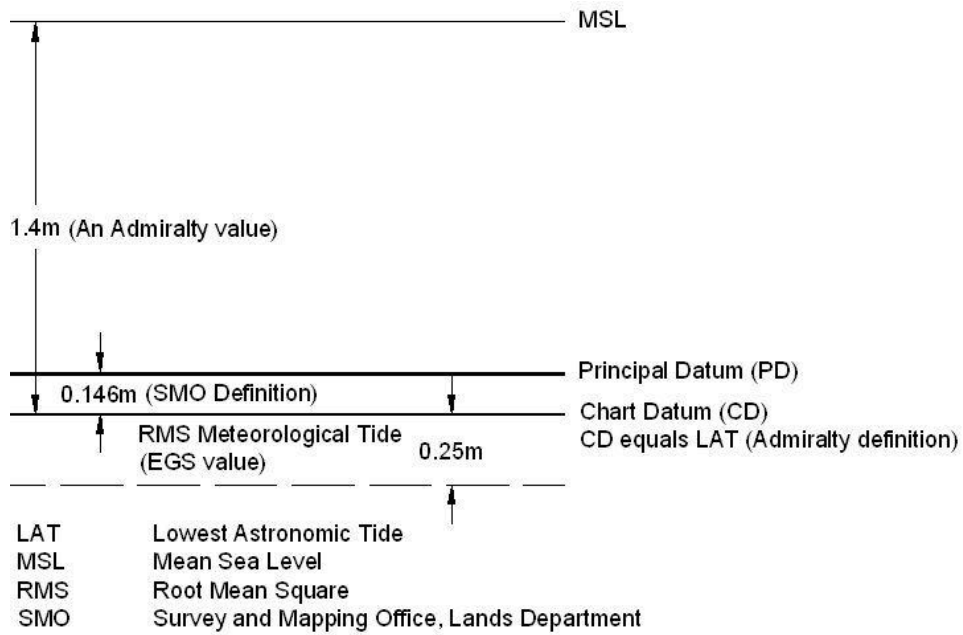 MSL
1.4m (An Admiralty value)
Principal Datum (PD)
0.146m (SMO Definition)
Chart Datum (CD)
CD equals LAT (Admiralty definition)
RMS Meteorological Tide
(EGS value)
0.25m
LAT Lowest Astronomic Tide
MSL Mean Sea Level
RMS Root Mean Square
SMO Survey and Mapping Office, Lands Department